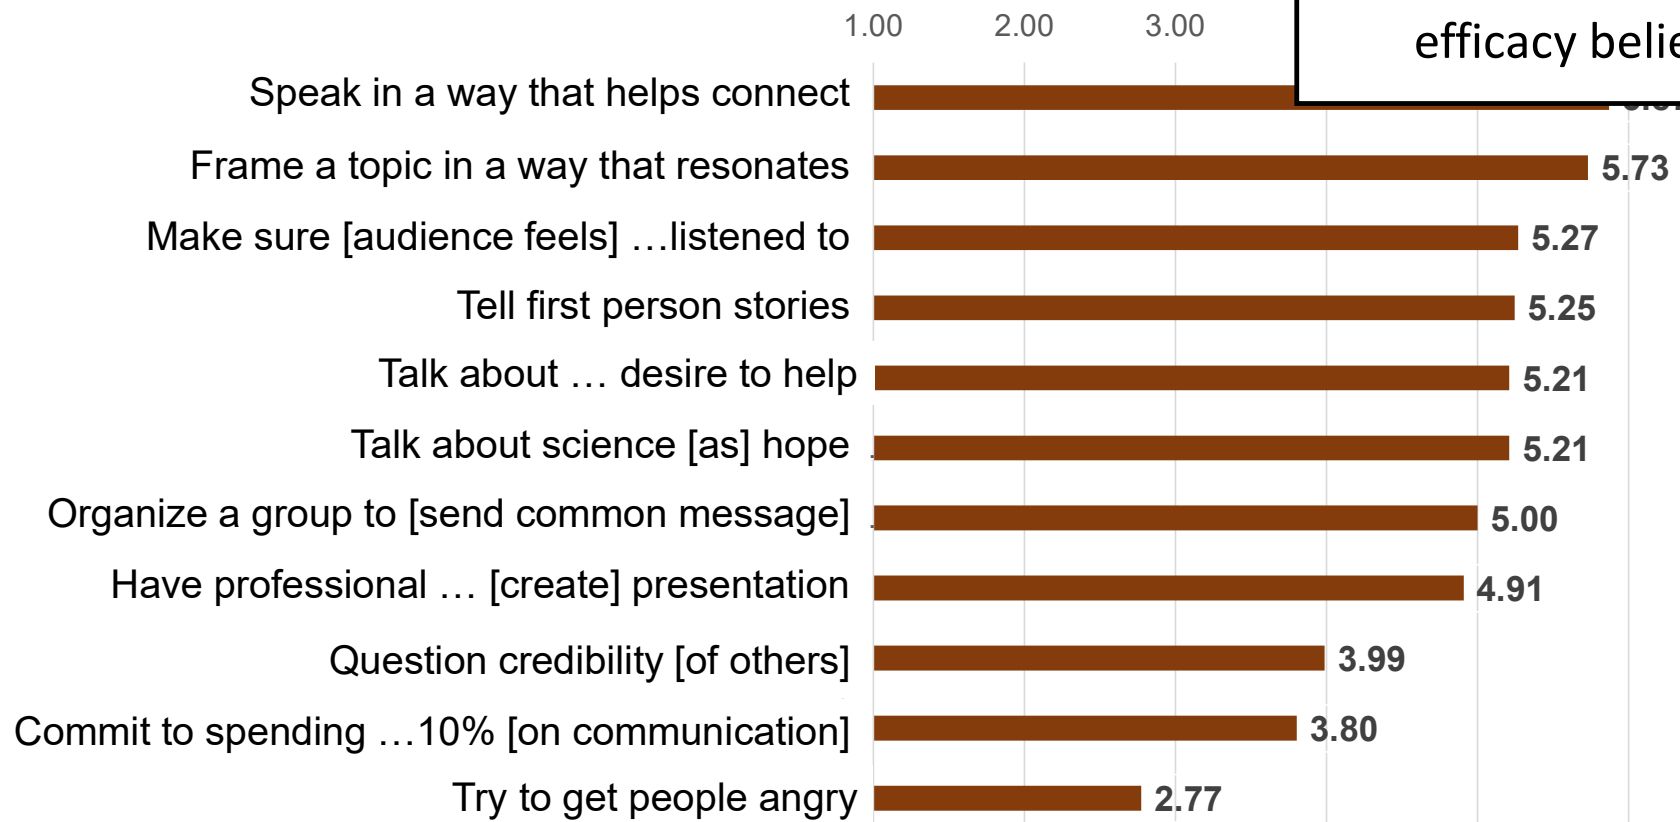 1.00 2.00 3.00
efficacy
Speak in a way that helps connect
Frame a topic in a way that resonates 5.73
Make sure [audience feels] …listened to 5.27
Tell first person stories 5.25
Talk about … desire to help 5.21
Talk about science [as] hope 5.21
Organize a group to [send common message] 5.00
Have professional … [create] presentation 4.91
Question credibility [of others] 3.99
Commit to spending …10% [on communication] 3.80
Try to get people angry 2.77